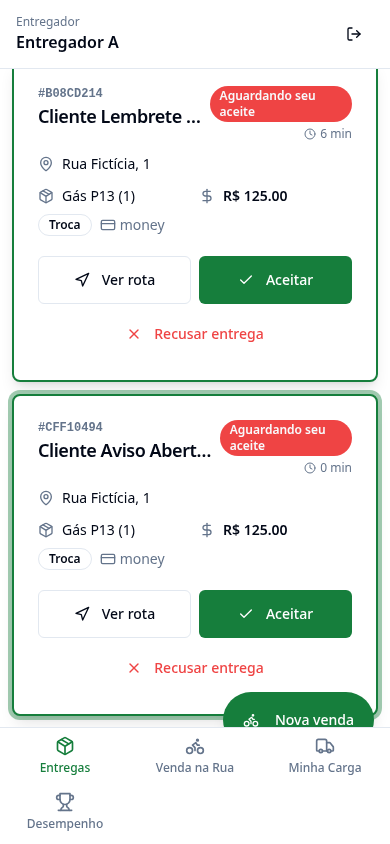 Entregador
Entregador A
#B08CD214
Cliente Lembrete ...
Aguardando seu
aceite
6 min
Rua Fictícia, 1
Gás P13 (1)
R$ 125.00
Troca
money
Ver rota
Aceitar
Recusar entrega
#CFF10494
Cliente Aviso Abert...
Aguardando seu
aceite
0 min
Rua Fictícia, 1
Gás P13 (1)
R$ 125.00
Troca
money
Ver rota
Aceitar
Recusar entrega
Nova venda
Entregas
Venda na Rua
Minha Carga
Desempenho